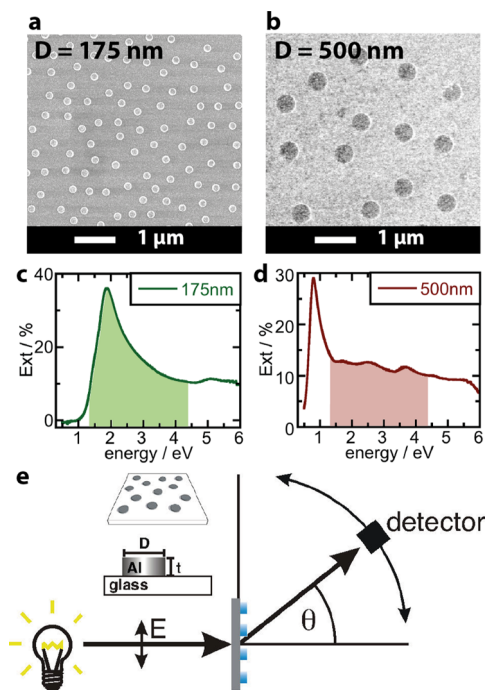 a
D = 175 nm
1 µm
b
D = 500 nm
1 µm
c
175nm
Ext / %
40
20
0
1 2 3 4 5 6
energy / eV
d
500nm
Ext / %
30
20
10
0
1 2 3 4 5 6
energy / eV
e
D
Al
t
glass
E
θ
detector